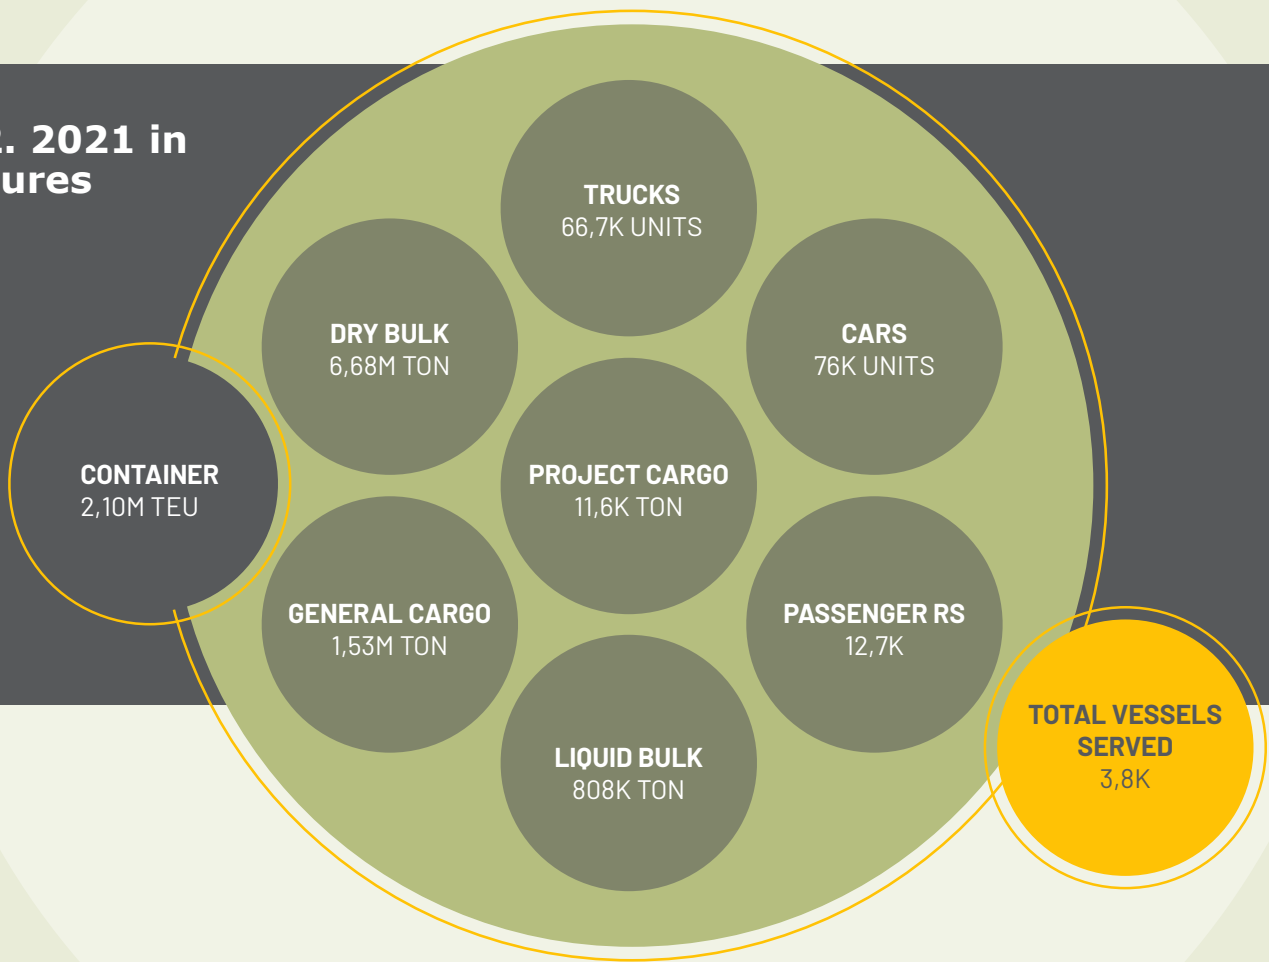 . 2021 in
ures
TRUCKS
66,7K UNITS
DRY BULK
6,68M TON
CARS
76K UNITS
CONTAINER
2,10M TEU
PROJECT CARGO
11,6K TON
GENERAL CARGO
1,53M TON
PASSENGER RS
12,7K
LIQUID BULK
808K TON
TOTAL VESSELS
SERVED
3,8K